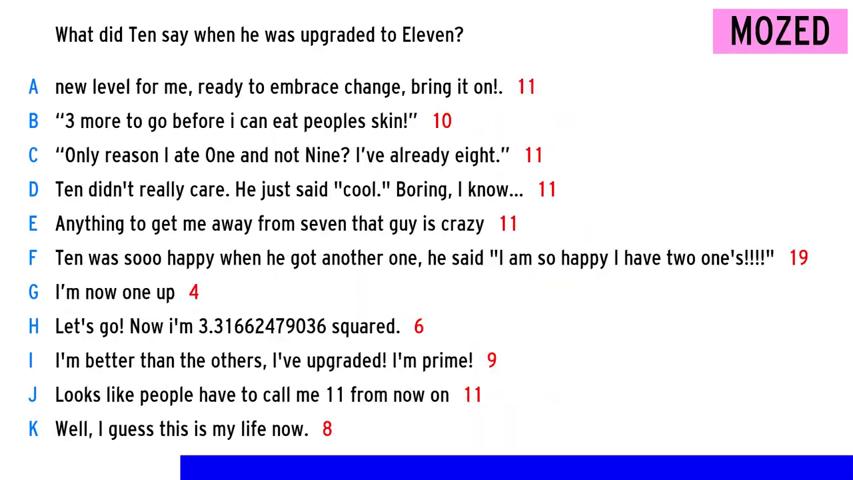 What did Ten say when he was upgraded to Eleven?
MOZED
A new level for me, ready to embrace change, bring it on!. 11
B “3 more to go before i can eat peoples skin!” 10
C “Only reason I ate One and not Nine? I’ve already eight.” 11
D Ten didn't really care. He just said "cool." Boring, I know... 11
E Anything to get me away from seven that guy is crazy 11
F Ten was sooo happy when he got another one, he said "I am so happy I have two one's!!!!" 19
G I’m now one up 4
H Let's go! Now i'm 3.31662479036 squared. 6
I I'm better than the others, I've upgraded! I'm prime! 9
J Looks like people have to call me 11 from now on 11
K Well, I guess this is my life now. 8